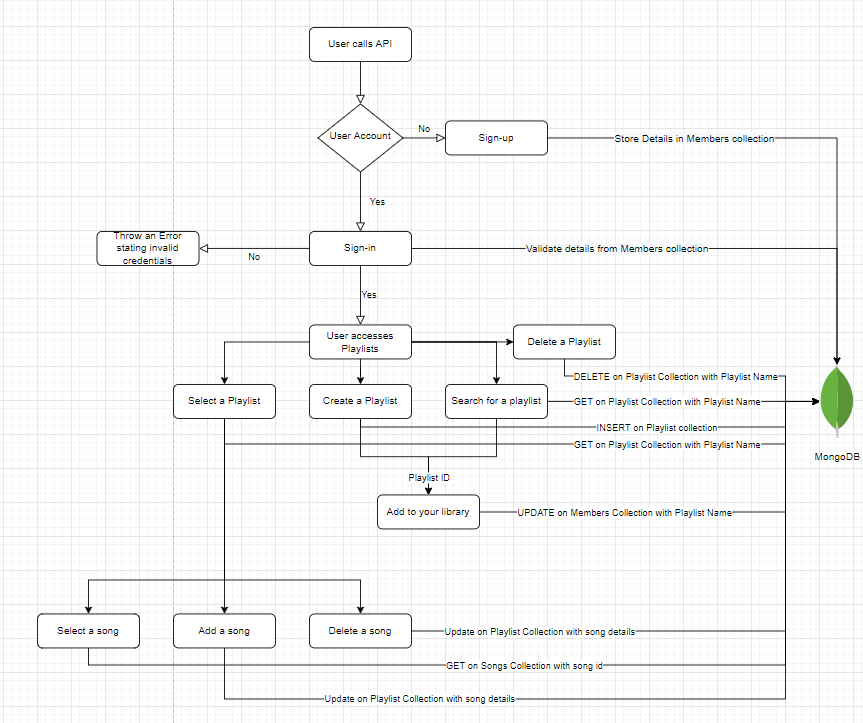 User calls API
User Account
No
Sign-up
Store Details in Members collection
Yes
Throw an Error
stating invalid
credentials
No
Sign-in
Validate details from Members collection
Yes
User accesses
Playlists
Delete a Playlist
DELETE on Playlist Collection with Playlist Name
Select a Playlist
Create a Playlist
Search for a playlist
GET on Playlist Collection with Playlist Name
INSERT on Playlist collection
GET on Playlist Collection with Playlist Name
MongoDB
Playlist ID
Add to your library
UPDATE on Members Collection with Playlist Name
Select a song
Add a song
Delete a song
Update on Playlist Collection with song details
GET on Songs Collection with song id
Update on Playlist Collection with song details